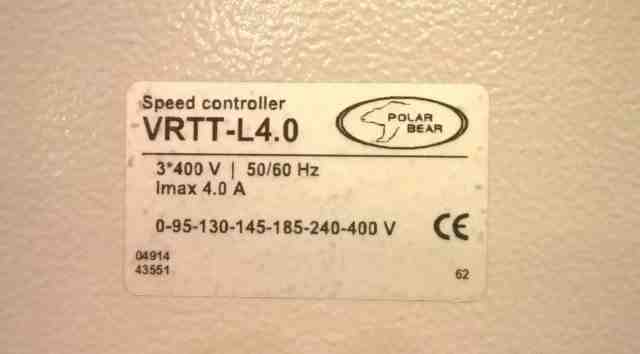 Speed controller
VRTT-L4.0
POLAR
BEAR
3*400 V | 50/60 Hz
Imax 4.0 A
0-95-130-145-185-240-400 V
CE
04914
43551
62